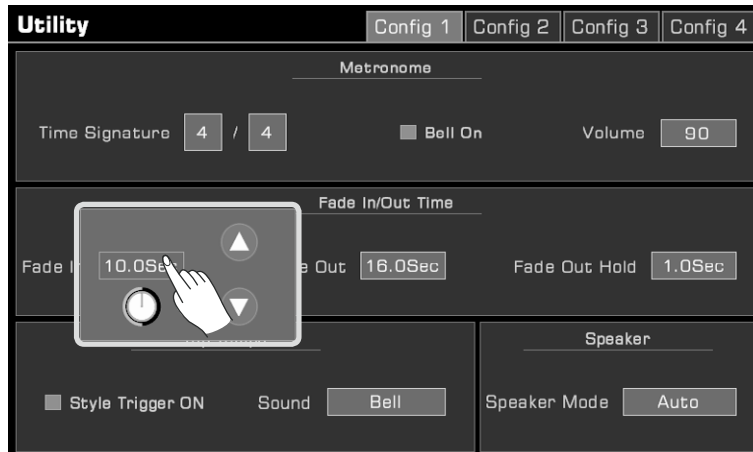 Utility Config 1 Config 2 Config 3 Config 4
Metronome
Time Signature 4 / 4 Bell On Volume 90
Fade In/Out Time
Fade 10.0Sec Out 16.0Sec Fade Out Hold 1.0Sec
Speaker
Style Trigger ON Sound Bell Speaker Mode Auto